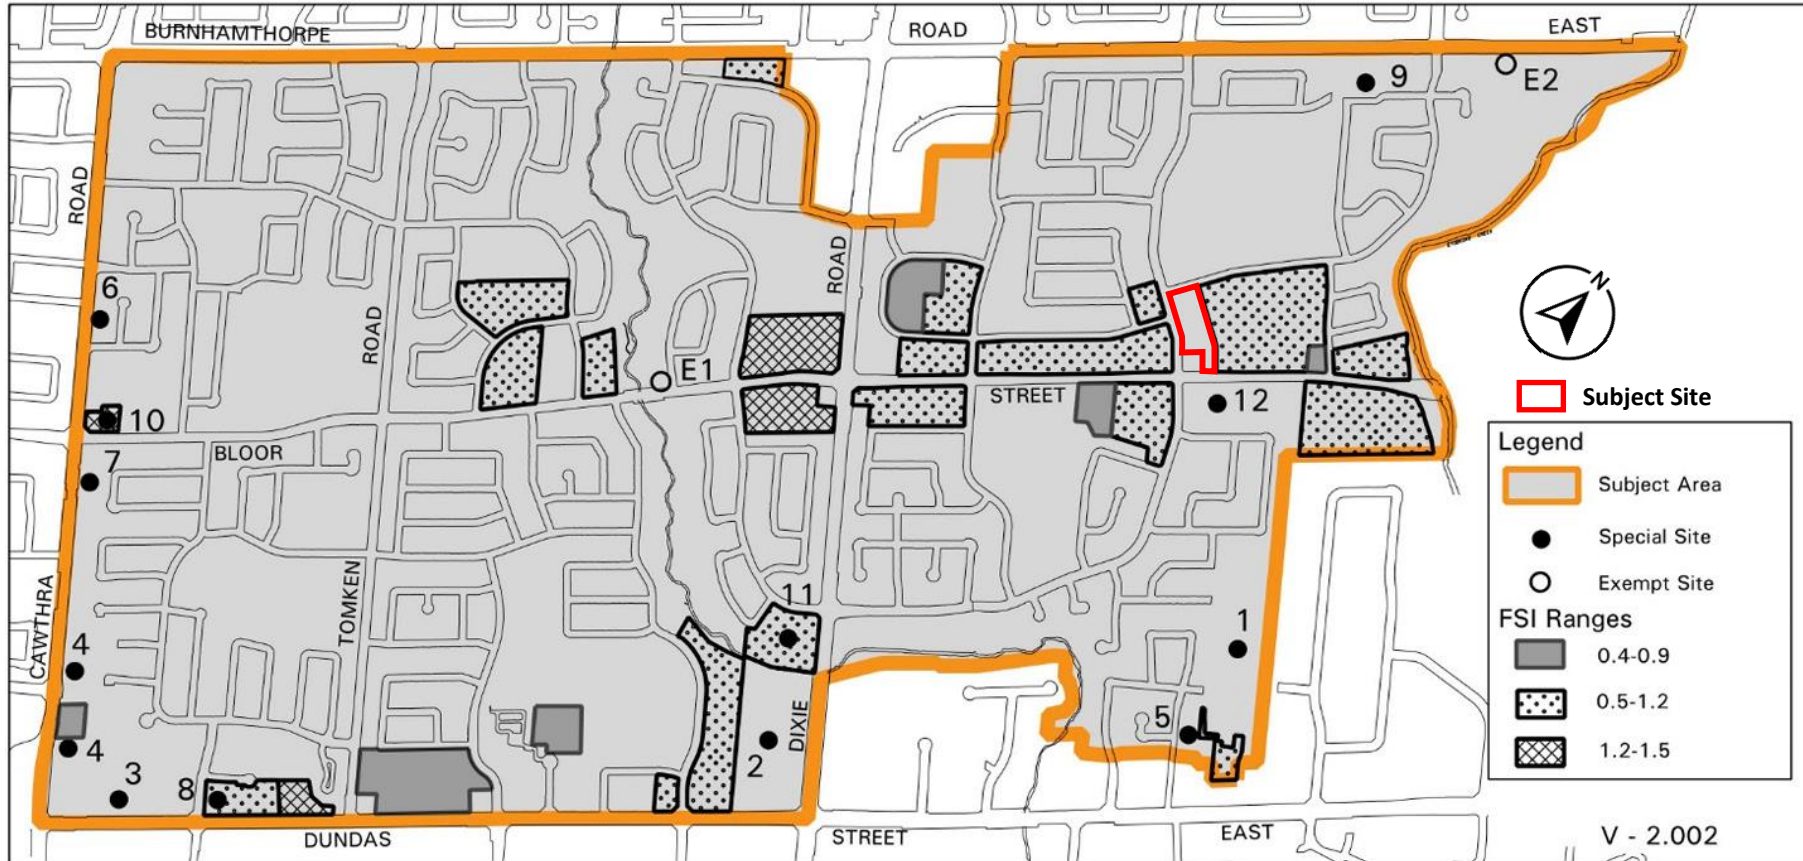 BURNHAMTHORPE ROAD EAST
9
E2
ROAD
ROAD
6
ROAD
N
E1
STREET
12
Subject Site
10
BLOOR
7
Legend
Subject Area
Special Site
Exempt Site
FSI Ranges
0.4-0.9
0.5-1.2
1.2-1.5
11
TOMKEN
CAWTHRA
4
1
DIXIE
5
2
4
3
8
DUNDAS STREET EAST
V - 2.002